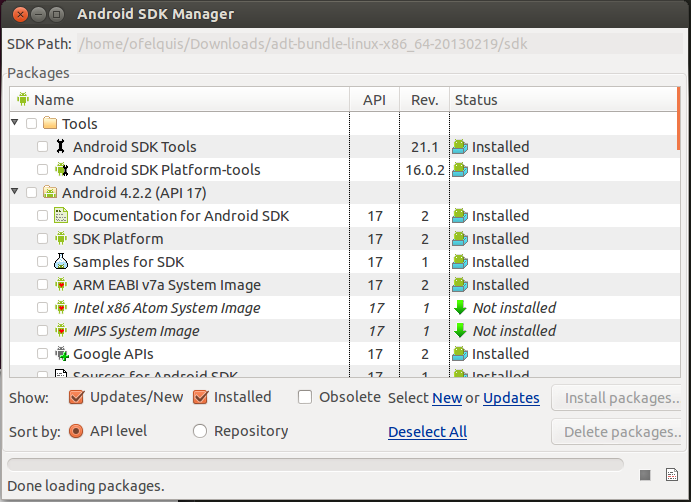 Android SDK Manager
SDK Path: /home/ofelquis/Downloads/adt-bundle-linux-x86_64-20130219/sdk
Packages
Name API Rev. Status
Tools
Android SDK Tools 21.1 Installed
Android SDK Platform-tools 16.0.2 Installed
Android 4.2.2 (API 17)
Documentation for Android SDK 17 2 Installed
SDK Platform 17 2 Installed
Samples for SDK 17 1 Installed
ARM EABI v7a System Image 17 2 Installed
Intel x86 Atom System Image 17 1 Not installed
MIPS System Image 17 1 Not installed
Google APIs 17 2 Installed
Sources for Android SDK 17 1 Installed
Show: Updates/New Installed Obsolete Select New or Updates Install packages...
Sort by: API level Repository Deselect All Delete packages...
Done loading packages.